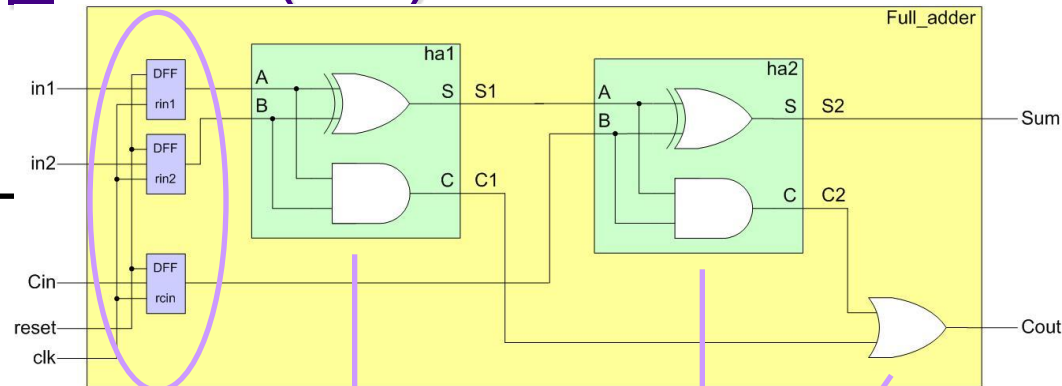 Full_adder
in1
DFF
rin1
in2
DFF
rin2
Cin
DFF
rcin
reset
clk
ha1
A
B
S S1
C C1
ha2
A
B
S S2
C C2
Sum
Cout